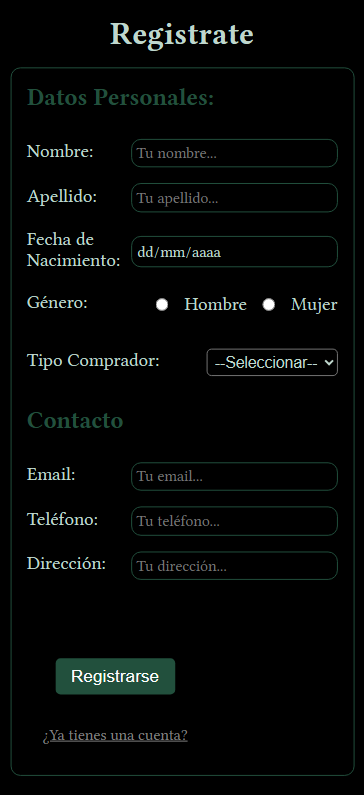 Registrate
Datos Personales:
Nombre: Tu nombre...
Apellido: Tu apellido...
Fecha de
Nacimiento: dd/mm/aaaa
Género: Hombre Mujer
Tipo Comprador: --Seleccionar--
Contacto
Email: Tu email...
Teléfono: Tu teléfono...
Dirección: Tu dirección...
Registrarse
¿Ya tienes una cuenta?